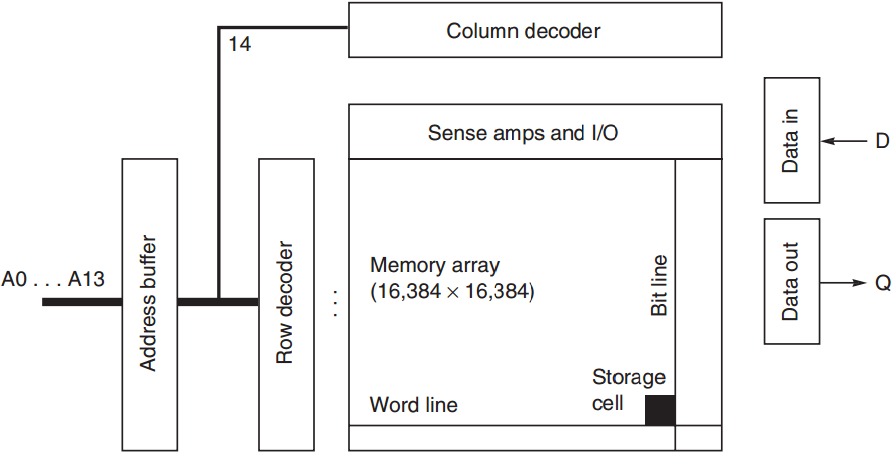 Column decoder
14
Sense amps and I/O
Data in
D
A0 . . . A13
Address buffer
Row decoder
. . .
Memory array
(16,384 × 16,384)
Bit line
Data out
Q
Storage
cell
Word line